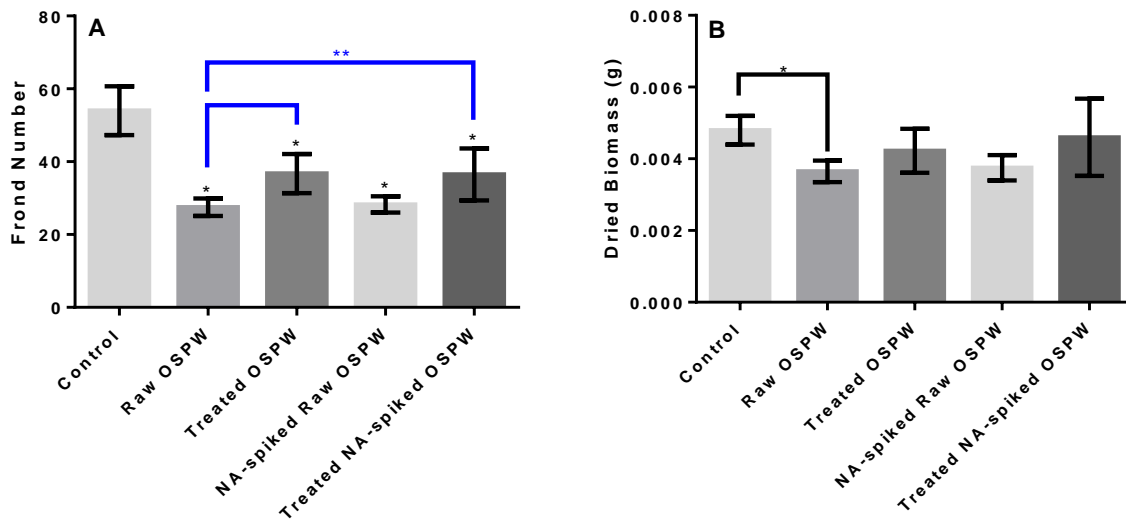 A
Frond Number
80
60
40
20
0
**
*
*
*
*
Control
Raw OSPW
Treated OSPW
NA-spiked Raw OSPW
Treated NA-spiked OSPW
B
Dried Biomass (g)
0.008
0.006
0.004
0.002
0.000
*
Control
Raw OSPW
Treated OSPW
NA-spiked Raw OSPW
Treated NA-spiked OSPW